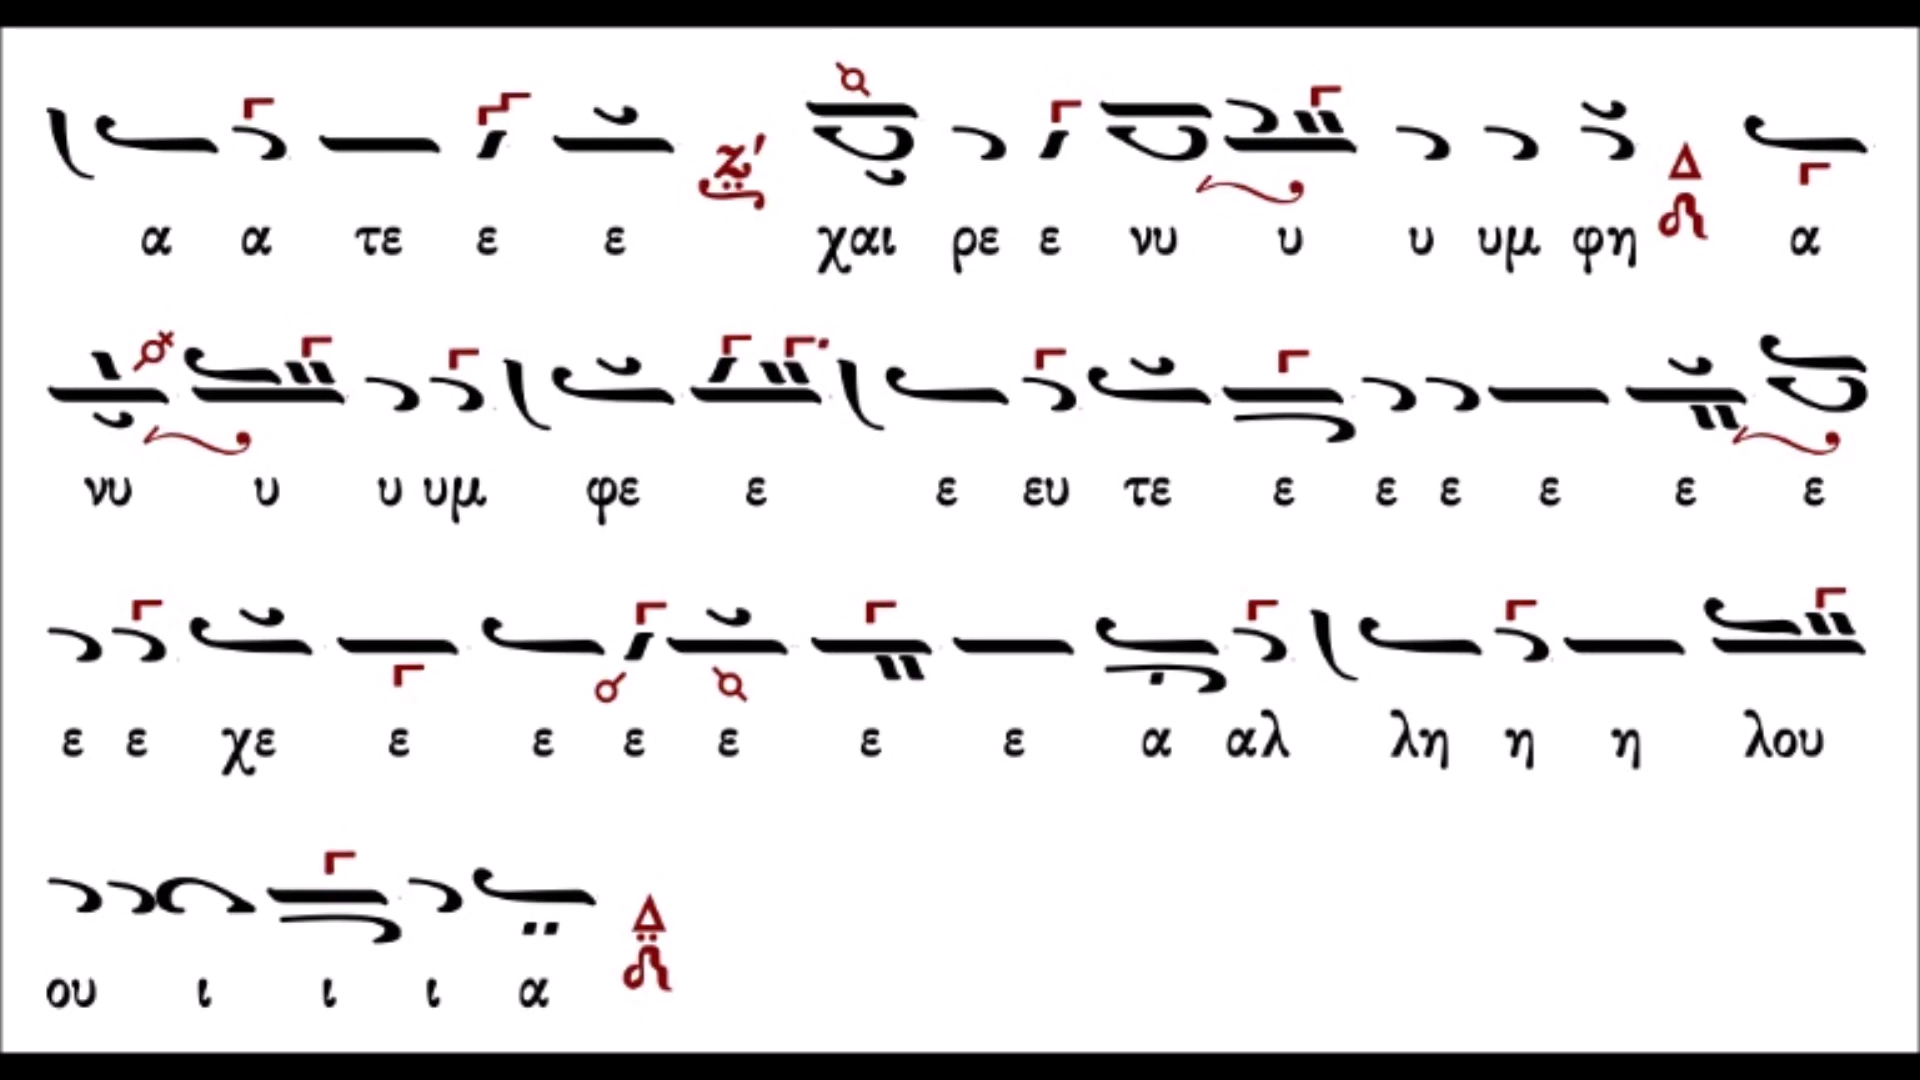 α α τε ε ε Ζ′ χαι ρε ε νυ υ υ υμ φη Δ α
νυ υ υ υμ φε ε ε ευ τε ε ε ε ε ε ε
ε ε χε ε ε ε ε ε ε α αλ λη η η λου
ου ι ι ι α Δ